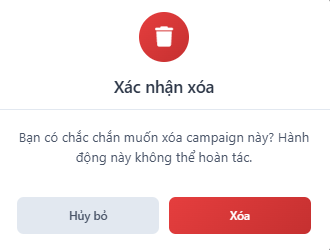 Xác nhận xóa
Bạn có chắc chắn muốn xóa campaign này? Hành
động này không thể hoàn tác.
Hủy bỏ
Xóa